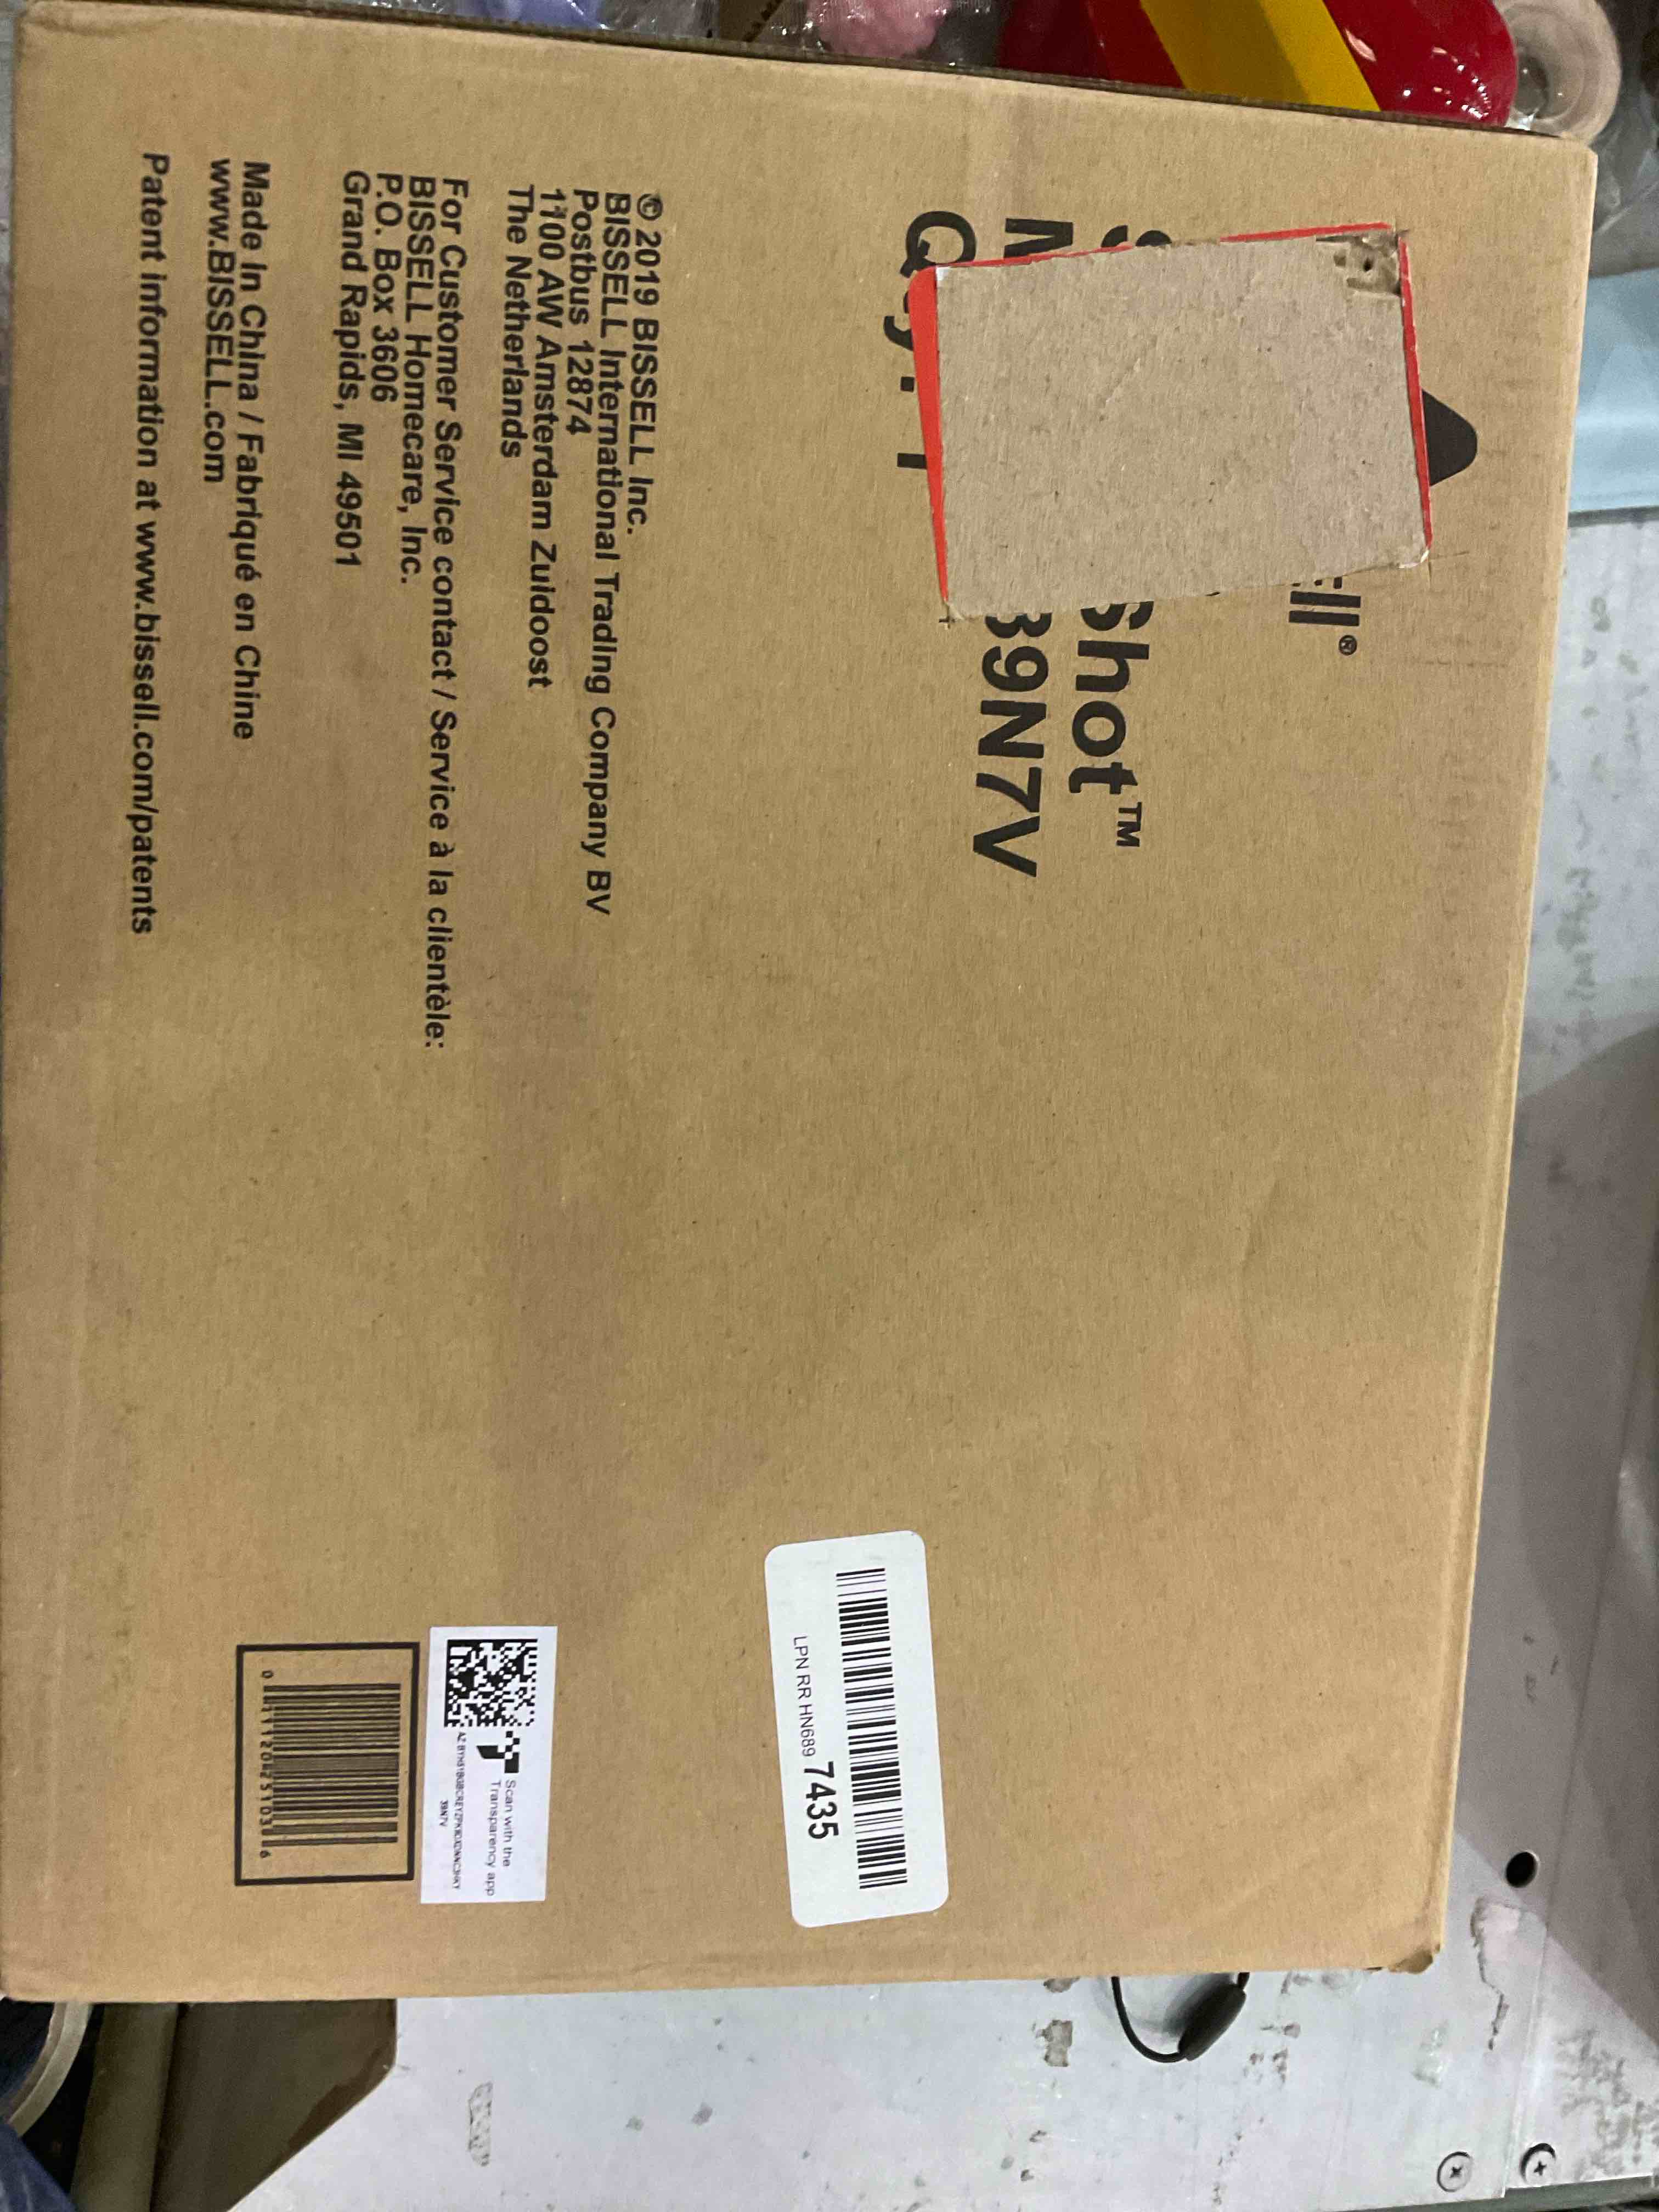 Shot™
39N7V
© 2019 BISSELL Inc.
BISSELL International Trading Company BV
Postbus 12874
1100 AW Amsterdam Zuidoost
The Netherlands
For Customer Service contact / Service à la clientèle:
BISSELL Homecare, Inc.
P.O. Box 3606
Grand Rapids, MI 49501
Made in China / Fabriqué en Chine
www.BISSELL.com
Patent information at www.bissell.com/patents
LPN RR HN689 7435
Scan with the
Transparency app
39N7V